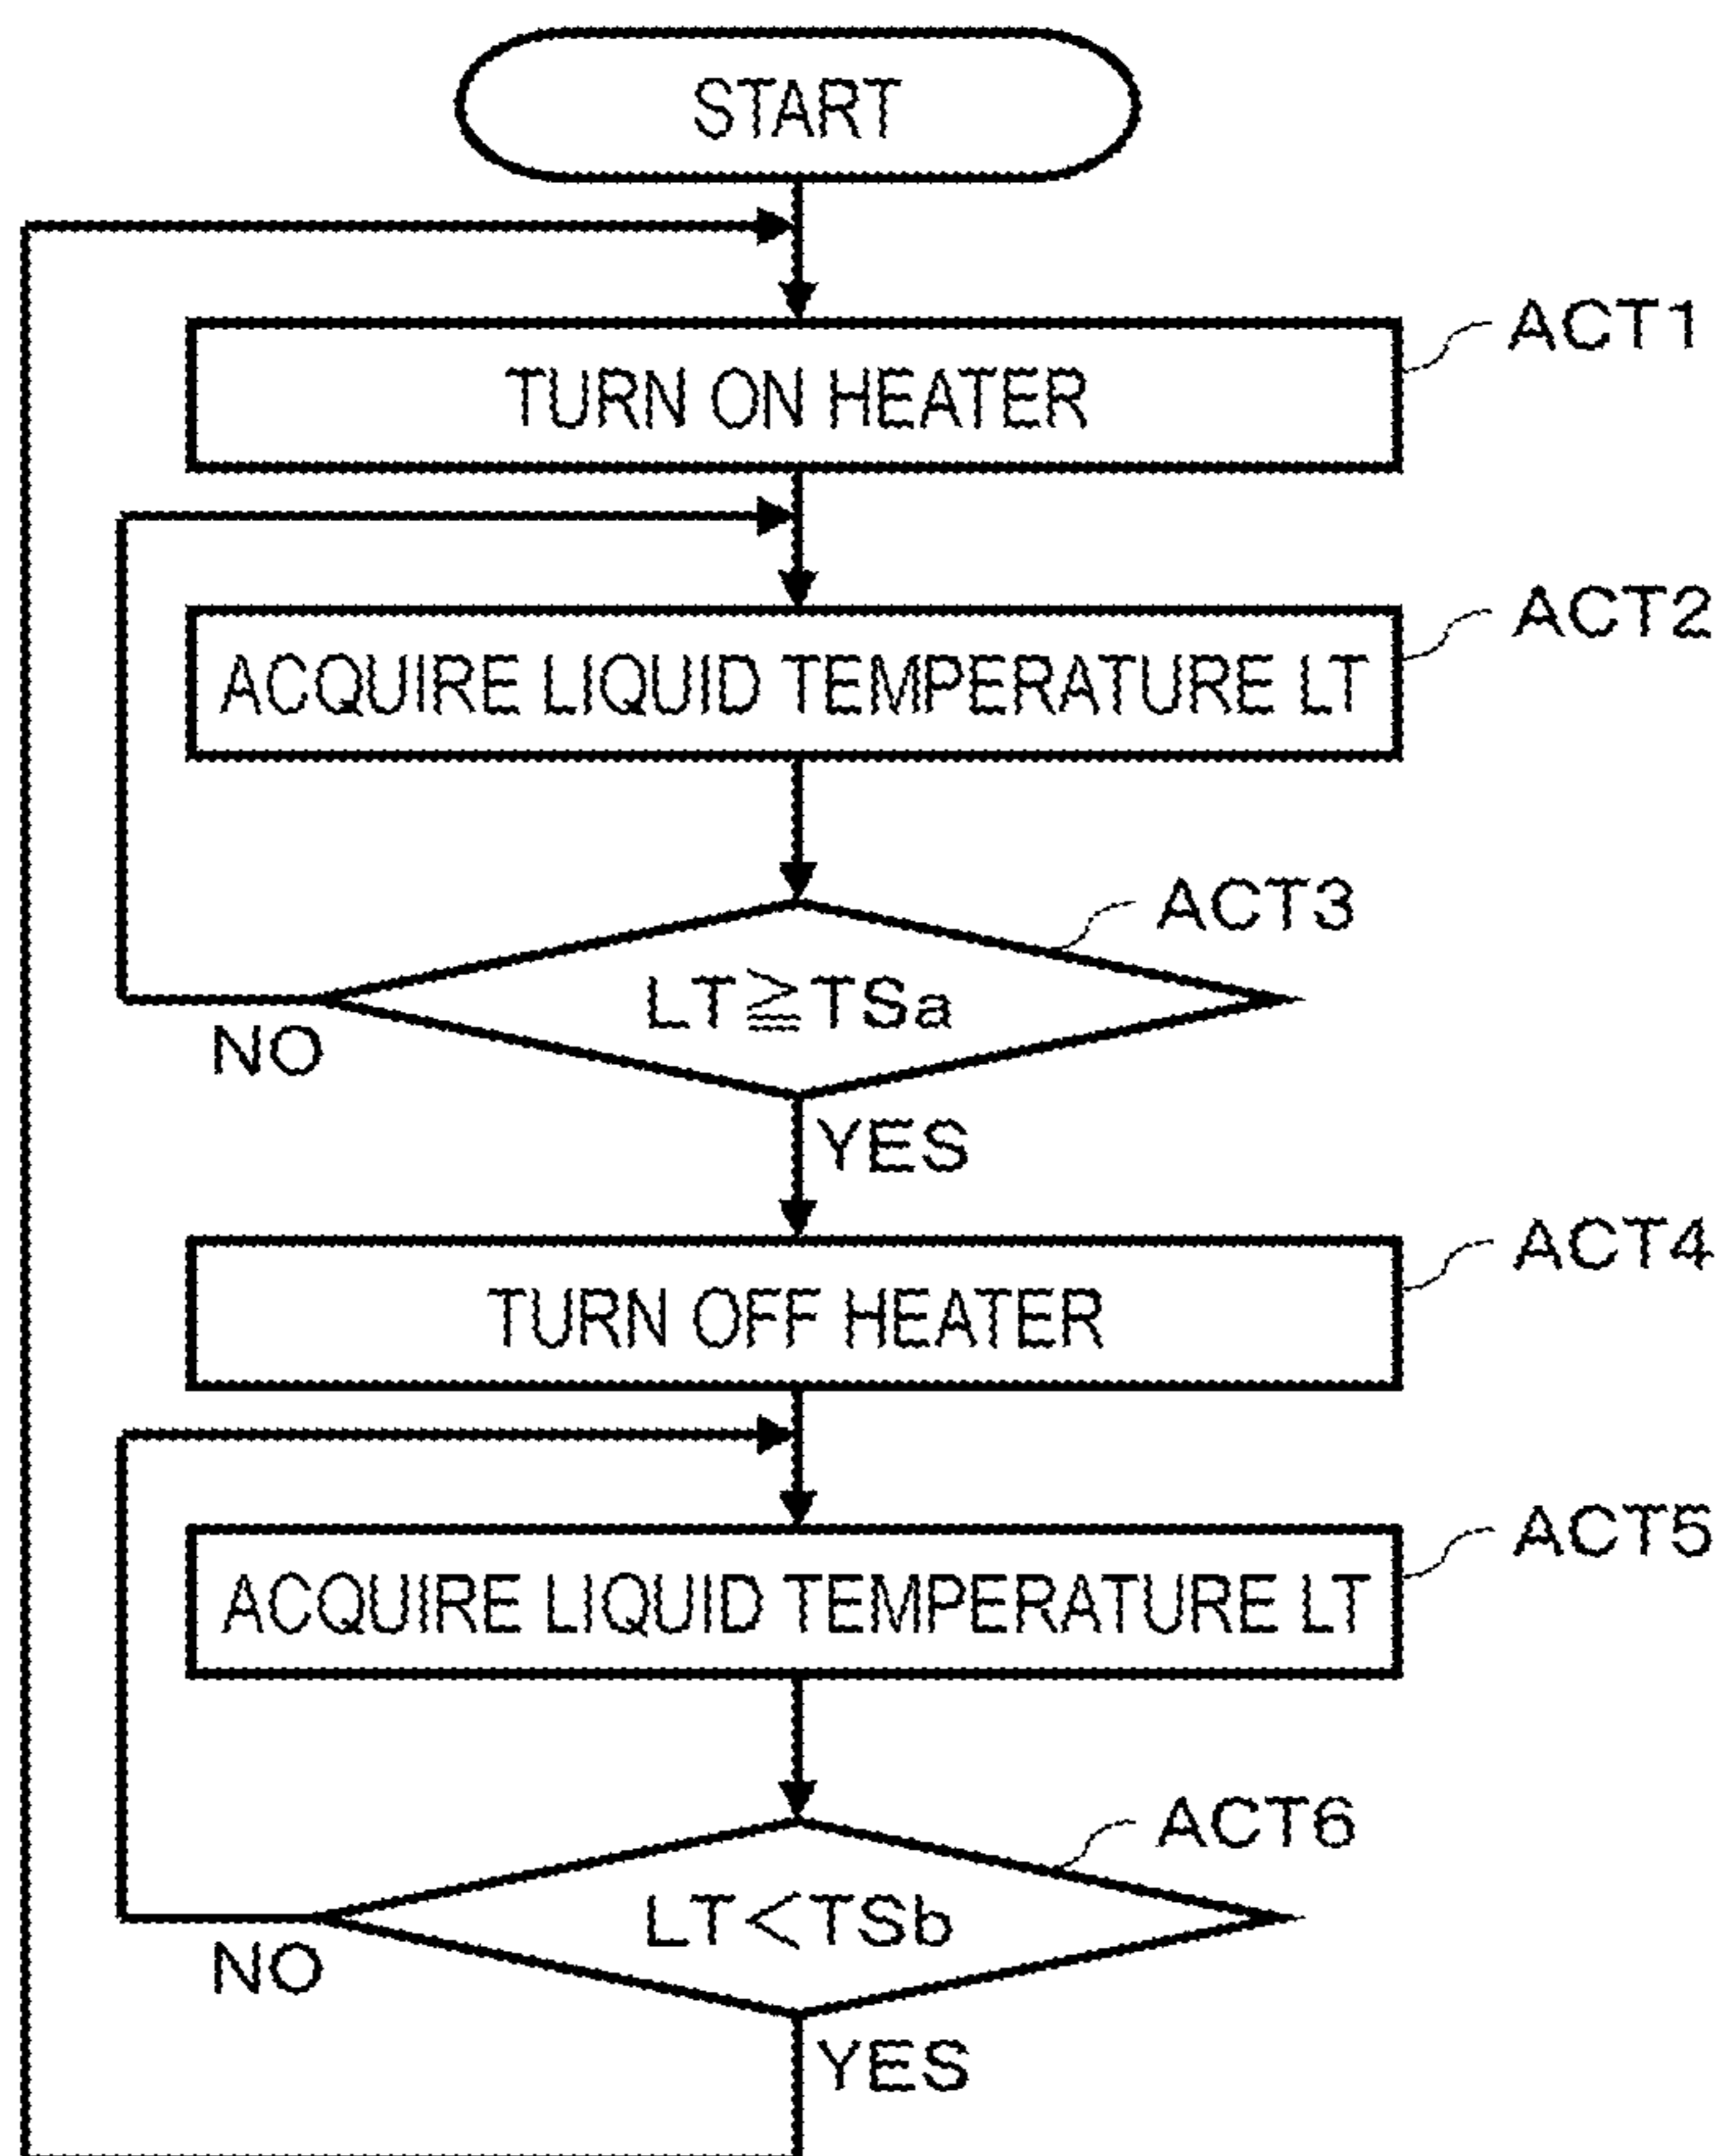 START
TURN ON HEATER
ACT1
ACQUIRE LIQUID TEMPERATURE LT
ACT2
LT≧TSa
ACT3
NO
YES
TURN OFF HEATER
ACT4
ACQUIRE LIQUID TEMPERATURE LT
ACT5
LT<TSb
ACT6
NO
YES